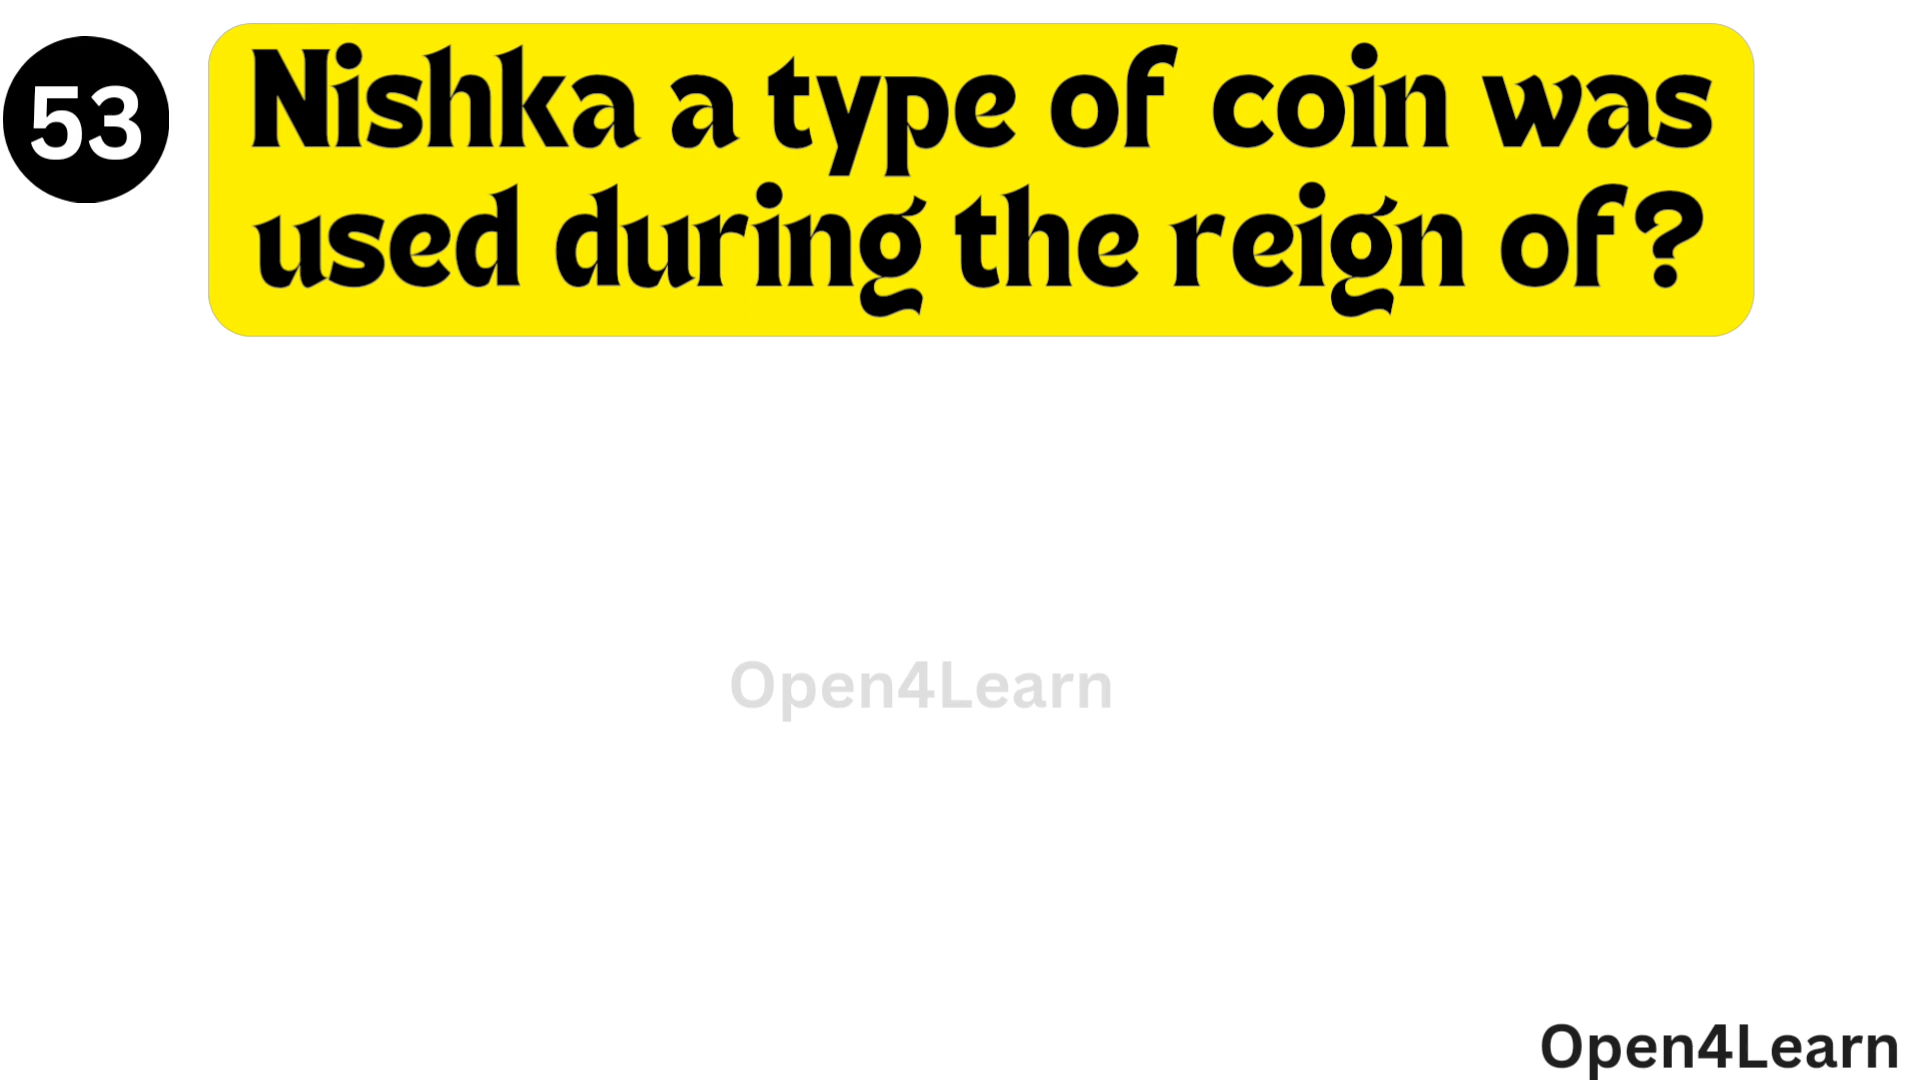 53
Nishka a type of coin was
used during the reign of?
Open4Learn
Open4Learn